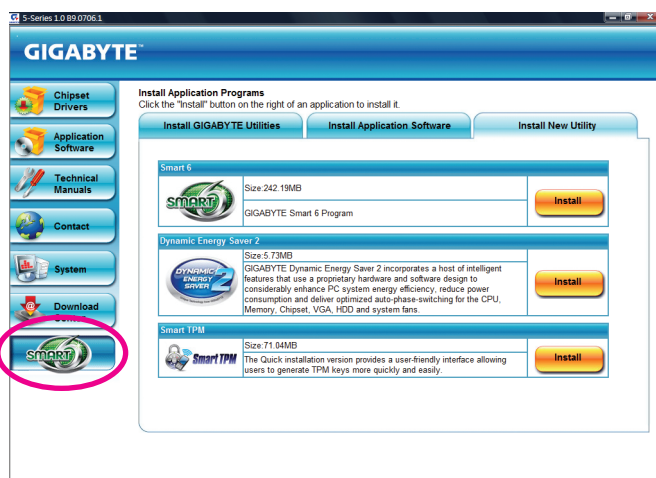 5-Series 1.0 B9.0706.1
GIGABYTE™
Chipset
Drivers
Application
Software
Technical
Manuals
Contact
System
Download
SMART 6
Install Application Programs
Click the "Install" button on the right of an application to install it.
Install GIGABYTE Utilities
Install Application Software
Install New Utility
Smart 6
SMART 6
Size:242.19MB
GIGABYTE Smart 6 Program
Install
Dynamic Energy Saver 2
DYNAMIC
ENERGY
SAVER 2
Size:5.73MB
GIGABYTE Dynamic Energy Saver 2 incorporates a host of intelligent
features that use a proprietary hardware and software design to
considerably enhance PC system energy efficiency, reduce power
consumption and deliver optimized auto-phase-switching for the CPU,
Memory, Chipset, VGA, HDD and system fans.
Install
Smart TPM
Smart TPM
Size:71.04MB
The Quick installation version provides a user-friendly interface allowing
users to generate TPM keys more quickly and easily.
Install